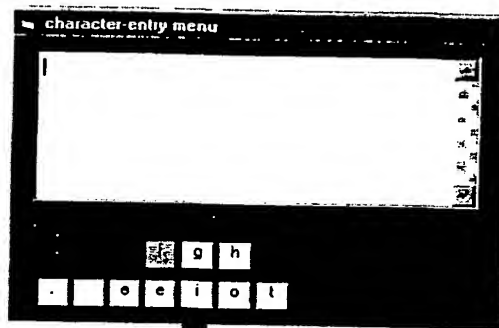 character-entry menu
g h
. o e i o t